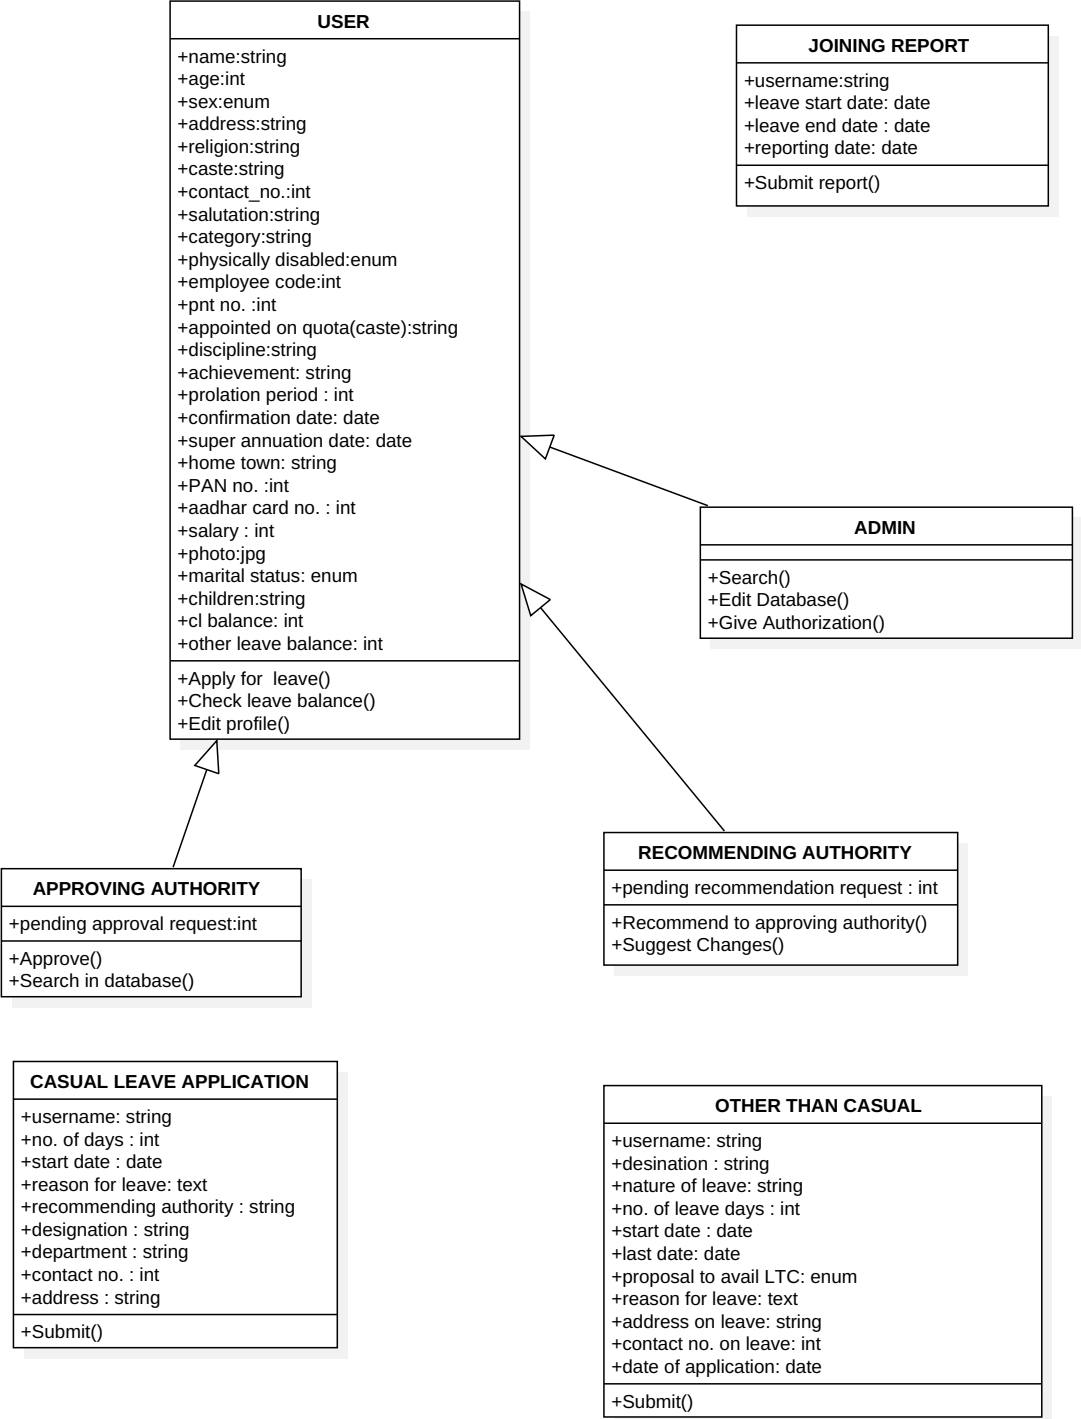 USER
+name:string
+age:int
+sex:enum
+address:string
+religion:string
+caste:string
+contact_no.:int
+salutation:string
+category:string
+physically disabled:enum
+employee code:int
+pnt no. :int
+appointed on quota(caste):string
+discipline:string
+achievement: string
+prolation period : int
+confirmation date: date
+super annuation date: date
+home town: string
+PAN no. :int
+aadhar card no. : int
+salary : int
+photo:jpg
+marital status: enum
+children:string
+cl balance: int
+other leave balance: int
+Apply for  leave()
+Check leave balance()
+Edit profile()
JOINING REPORT
+username:string
+leave start date: date
+leave end date : date
+reporting date: date
+Submit report()
ADMIN
+Search()
+Edit Database()
+Give Authorization()
APPROVING AUTHORITY
+pending approval request:int
+Approve()
+Search in database()
RECOMMENDING AUTHORITY
+pending recommendation request : int
+Recommend to approving authority()
+Suggest Changes()
CASUAL LEAVE APPLICATION
+username: string
+no. of days : int
+start date : date
+reason for leave: text
+recommending authority : string
+designation : string
+department : string
+contact no. : int
+address : string
+Submit()
OTHER THAN CASUAL
+username: string
+desination : string
+nature of leave: string
+no. of leave days : int
+start date : date
+last date: date
+proposal to avail LTC: enum
+reason for leave: text
+address on leave: string
+contact no. on leave: int
+date of application: date
+Submit()